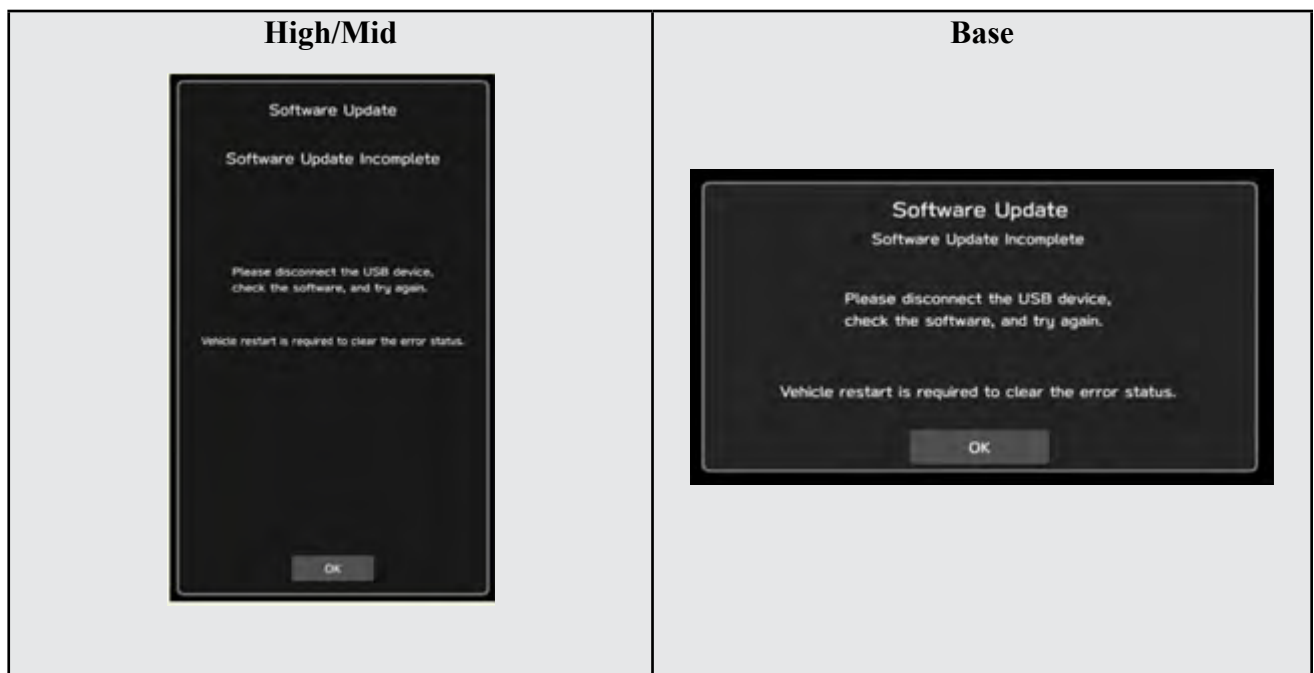 High/Mid
Software Update
Software Update Incomplete
Please disconnect the USB device,
check the software, and try again.
Vehicle restart is required to clear the error status.
OK
Base
Software Update
Software Update Incomplete
Please disconnect the USB device,
check the software, and try again.
Vehicle restart is required to clear the error status.
OK